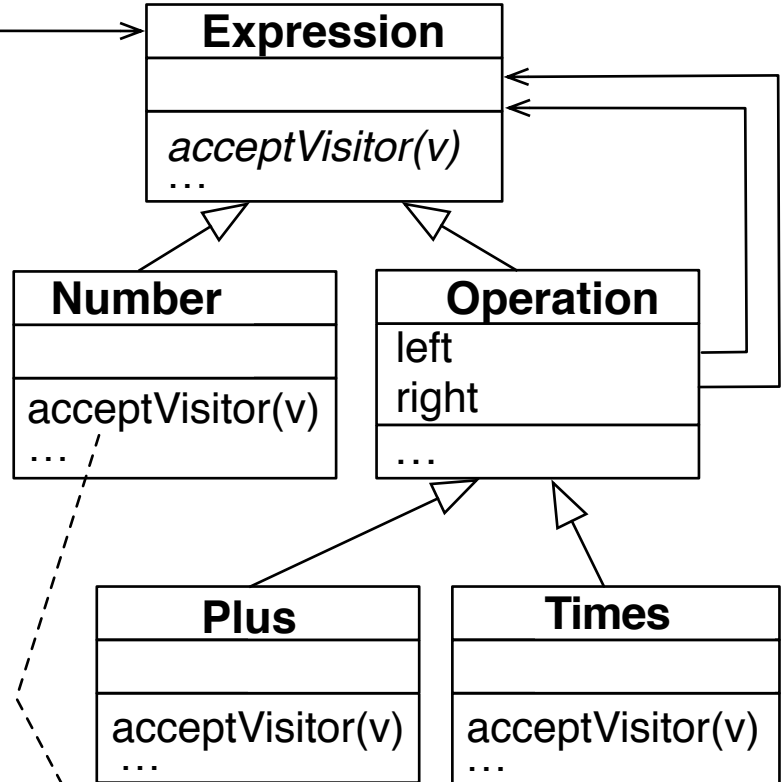 Expression
acceptVisitor(v)
...
Number
acceptVisitor(v)
...
Operation
left
right
...
Plus
acceptVisitor(v)
...
Times
acceptVisitor(v)
...